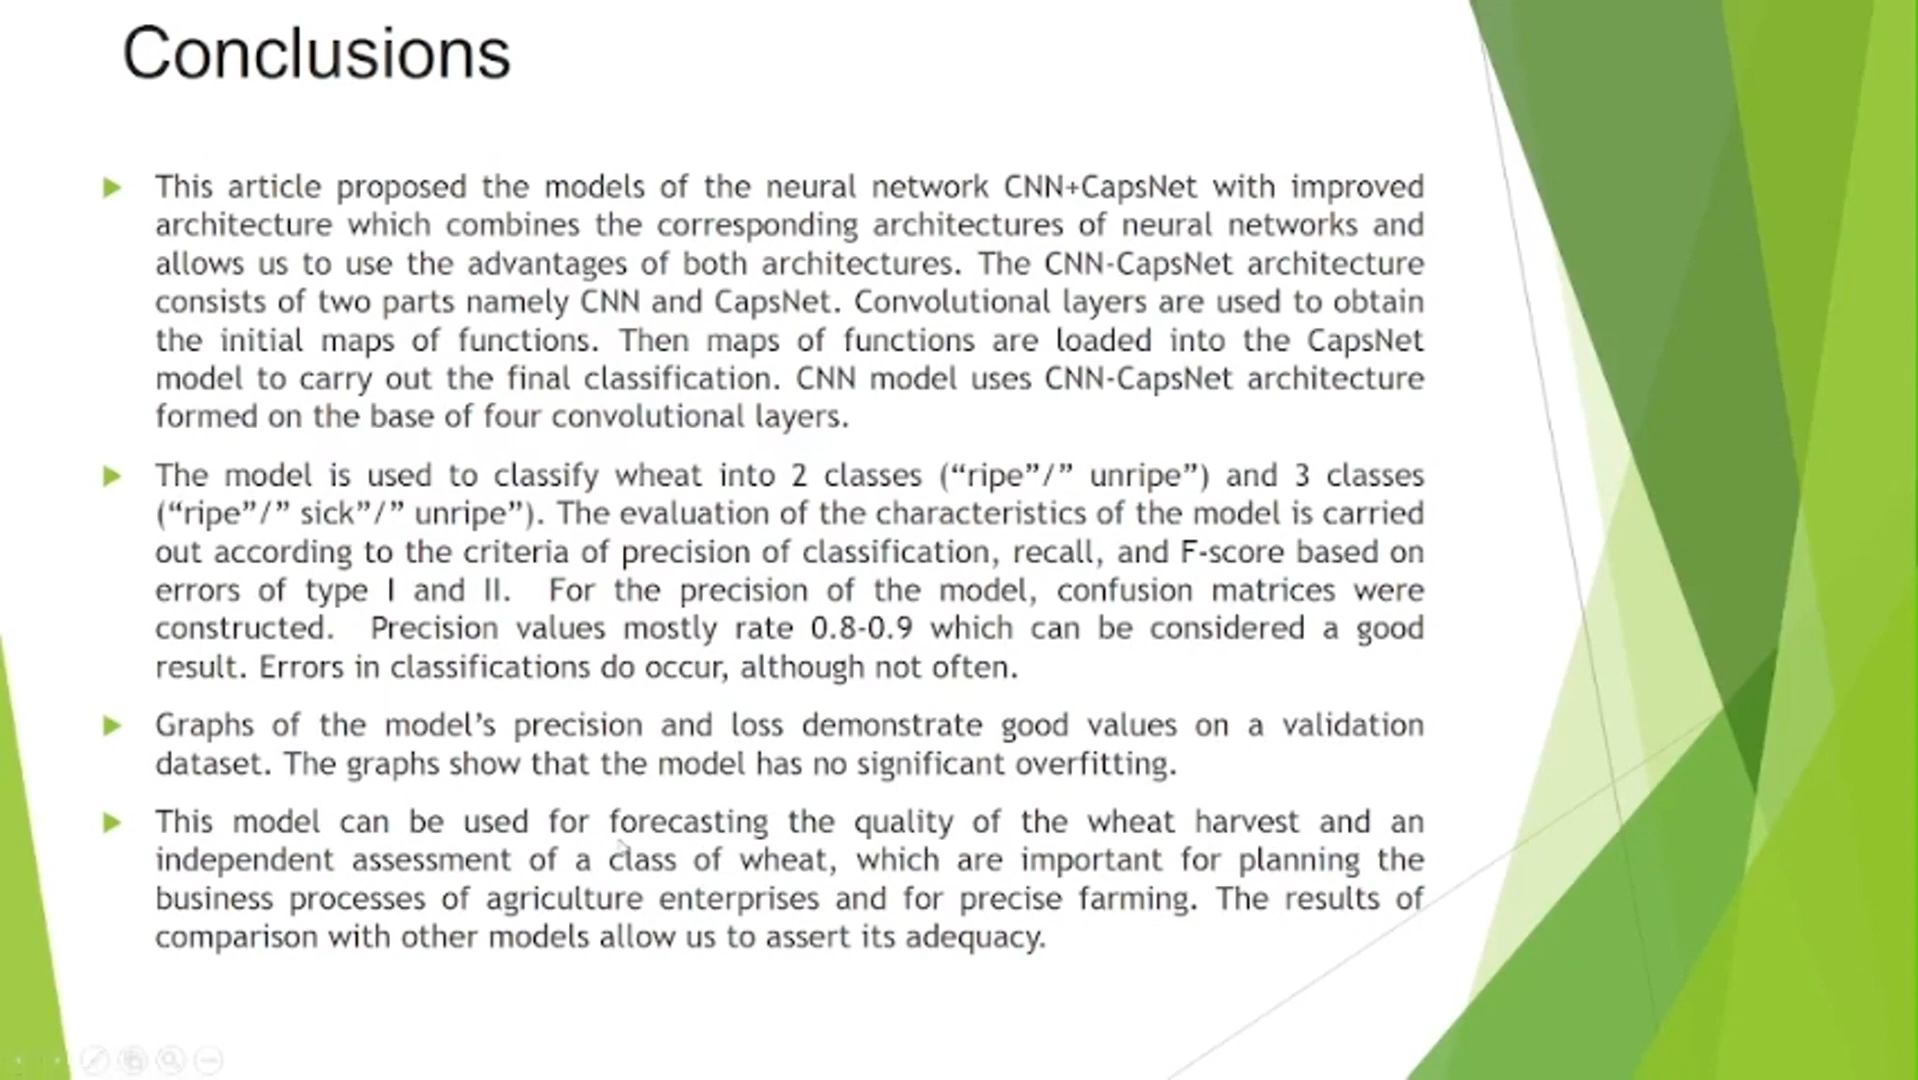 Conclusions
This article proposed the models of the neural network CNN+CapsNet with improved
architecture which combines the corresponding architectures of neural networks and
allows us to use the advantages of both architectures. The CNN-CapsNet architecture
consists of two parts namely CNN and CapsNet. Convolutional layers are used to obtain
the initial maps of functions. Then maps of functions are loaded into the CapsNet
model to carry out the final classification. CNN model uses CNN-CapsNet architecture
formed on the base of four convolutional layers.
The model is used to classify wheat into 2 classes (“ripe”/” unripe”) and 3 classes
(“ripe”/” sick”/” unripe”). The evaluation of the characteristics of the model is carried
out according to the criteria of precision of classification, recall, and F-score based on
errors of type I and II. For the precision of the model, confusion matrices were
constructed. Precision values mostly rate 0.8-0.9 which can be considered a good
result. Errors in classifications do occur, although not often.
Graphs of the model’s precision and loss demonstrate good values on a validation
dataset. The graphs show that the model has no significant overfitting.
This model can be used for forecasting the quality of the wheat harvest and an
independent assessment of a class of wheat, which are important for planning the
business processes of agriculture enterprises and for precise farming. The results of
comparison with other models allow us to assert its adequacy.